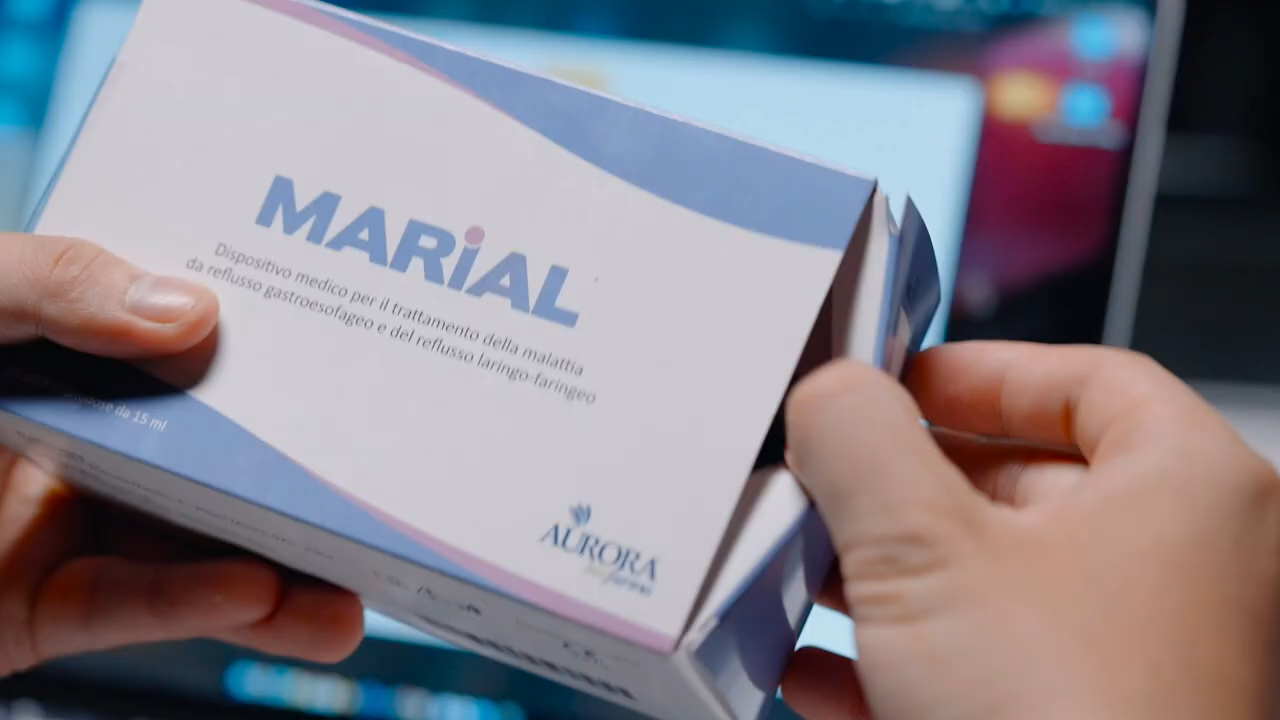 MARiAL
Dispositivo medico per il trattamento della malattia
da reflusso gastroesofageo e del reflusso laringo-faringeo
da 15 ml
AURORA